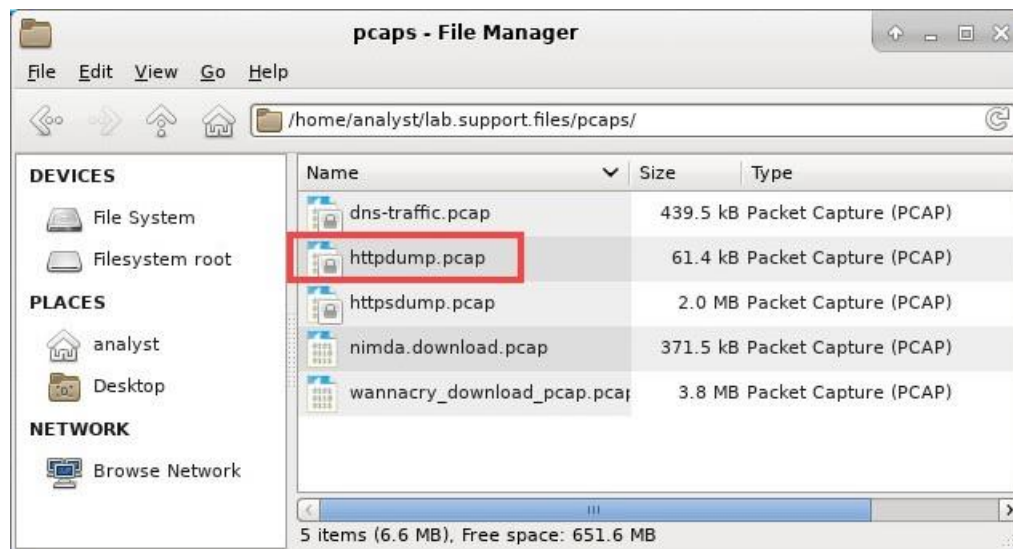 pcaps - File Manager
File Edit View Go Help
/home/analyst/lab.support.files/pcaps/
DEVICES
File System
Filesystem root
PLACES
analyst
Desktop
NETWORK
Browse Network
Name Size Type
dns-traffic.pcap 439.5 kB Packet Capture (PCAP)
httpdump.pcap 61.4 kB Packet Capture (PCAP)
httpsdump.pcap 2.0 MB Packet Capture (PCAP)
nimda.download.pcap 371.5 kB Packet Capture (PCAP)
wannacry_download_pcap.pcap 3.8 MB Packet Capture (PCAP)
5 items (6.6 MB), Free space: 651.6 MB